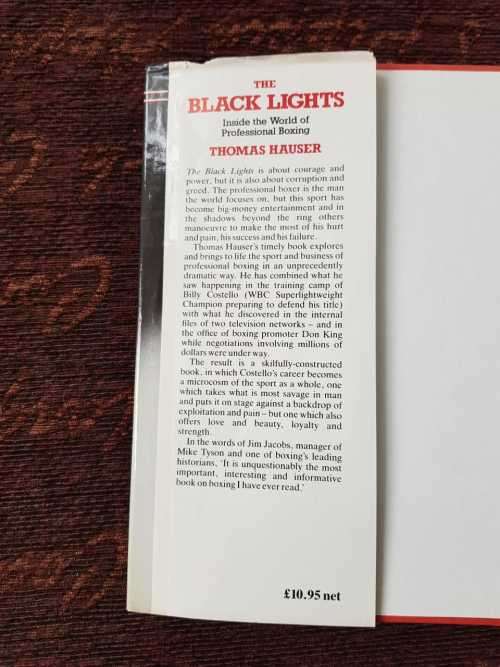 THE
BLACK LIGHTS
Inside the World of
Professional Boxing
THOMAS HAUSER
The Black Lights is about courage and
power, but it is also about corruption and
greed. The professional boxer is the man
the world focuses on, but this sport has
become big-money entertainment and in
the shadows beyond the ring others
manoeuvre to make the most of his hurt
and pain, his success and his failure.
Thomas Hauser's timely book explores
and brings to life the sport and business of
professional boxing in an unprecedently
dramatic way. He has combined what he
saw happening in the training camp of
Billy Costello (WBC Superlightweight
Champion preparing to defend his title)
with what he discovered in the internal
files of two television networks – and in
the office of boxing promoter Don King
while negotiations involving millions of
dollars were under way.
The result is a skilfully-constructed
book, in which Costello's career becomes
a microcosm of the sport as a whole, one
which takes what is most savage in man
and puts it on stage against a backdrop of
exploitation and pain – but one which also
offers love and beauty, loyalty and
strength.
In the words of Jim Jacobs, manager of
Mike Tyson and one of boxing's leading
historians, 'It is unquestionably the most
important, interesting and informative
book on boxing I have ever read.'
£10.95 net